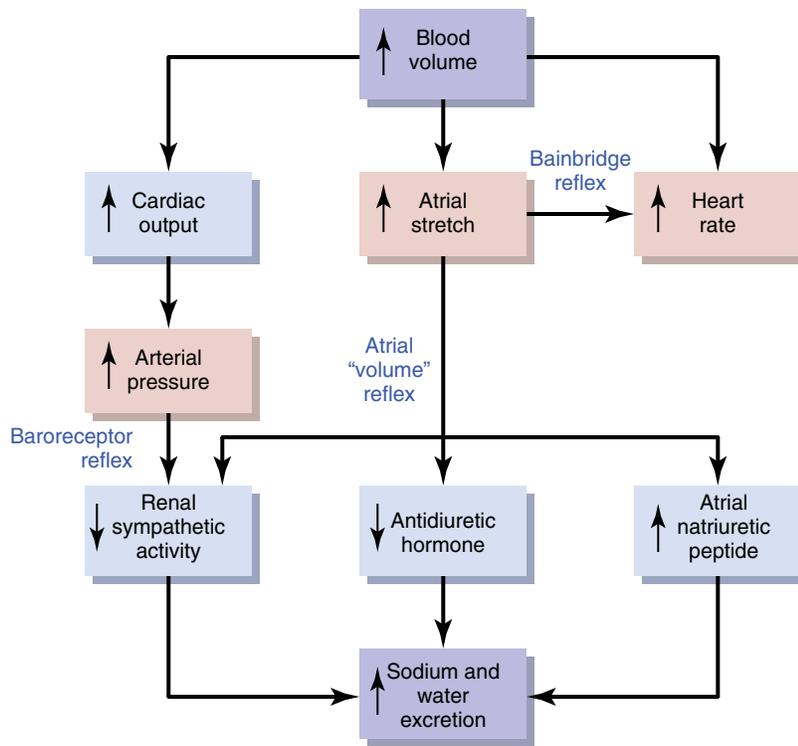 Blood
volume
Bainbridge
reflex
Cardiac
output
Atrial
stretch
Heart
rate
Arterial
pressure
Atrial
“volume”
reflex
Baroreceptor
reflex
Renal
sympathetic
activity
Antidiuretic
hormone
Atrial
natriuretic
peptide
Sodium and
water
excretion